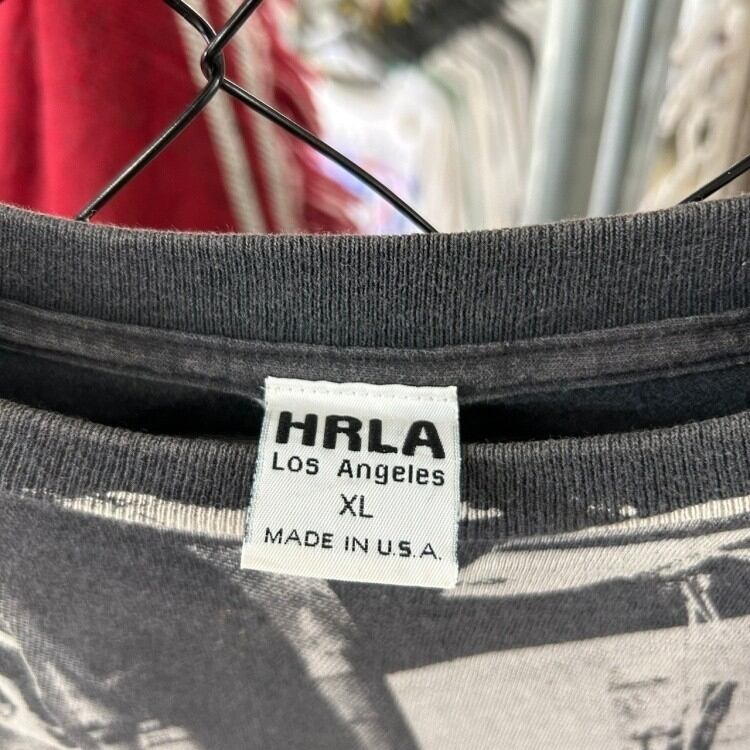 HRLA
Los Angeles
XL
MADE IN U.S.A.